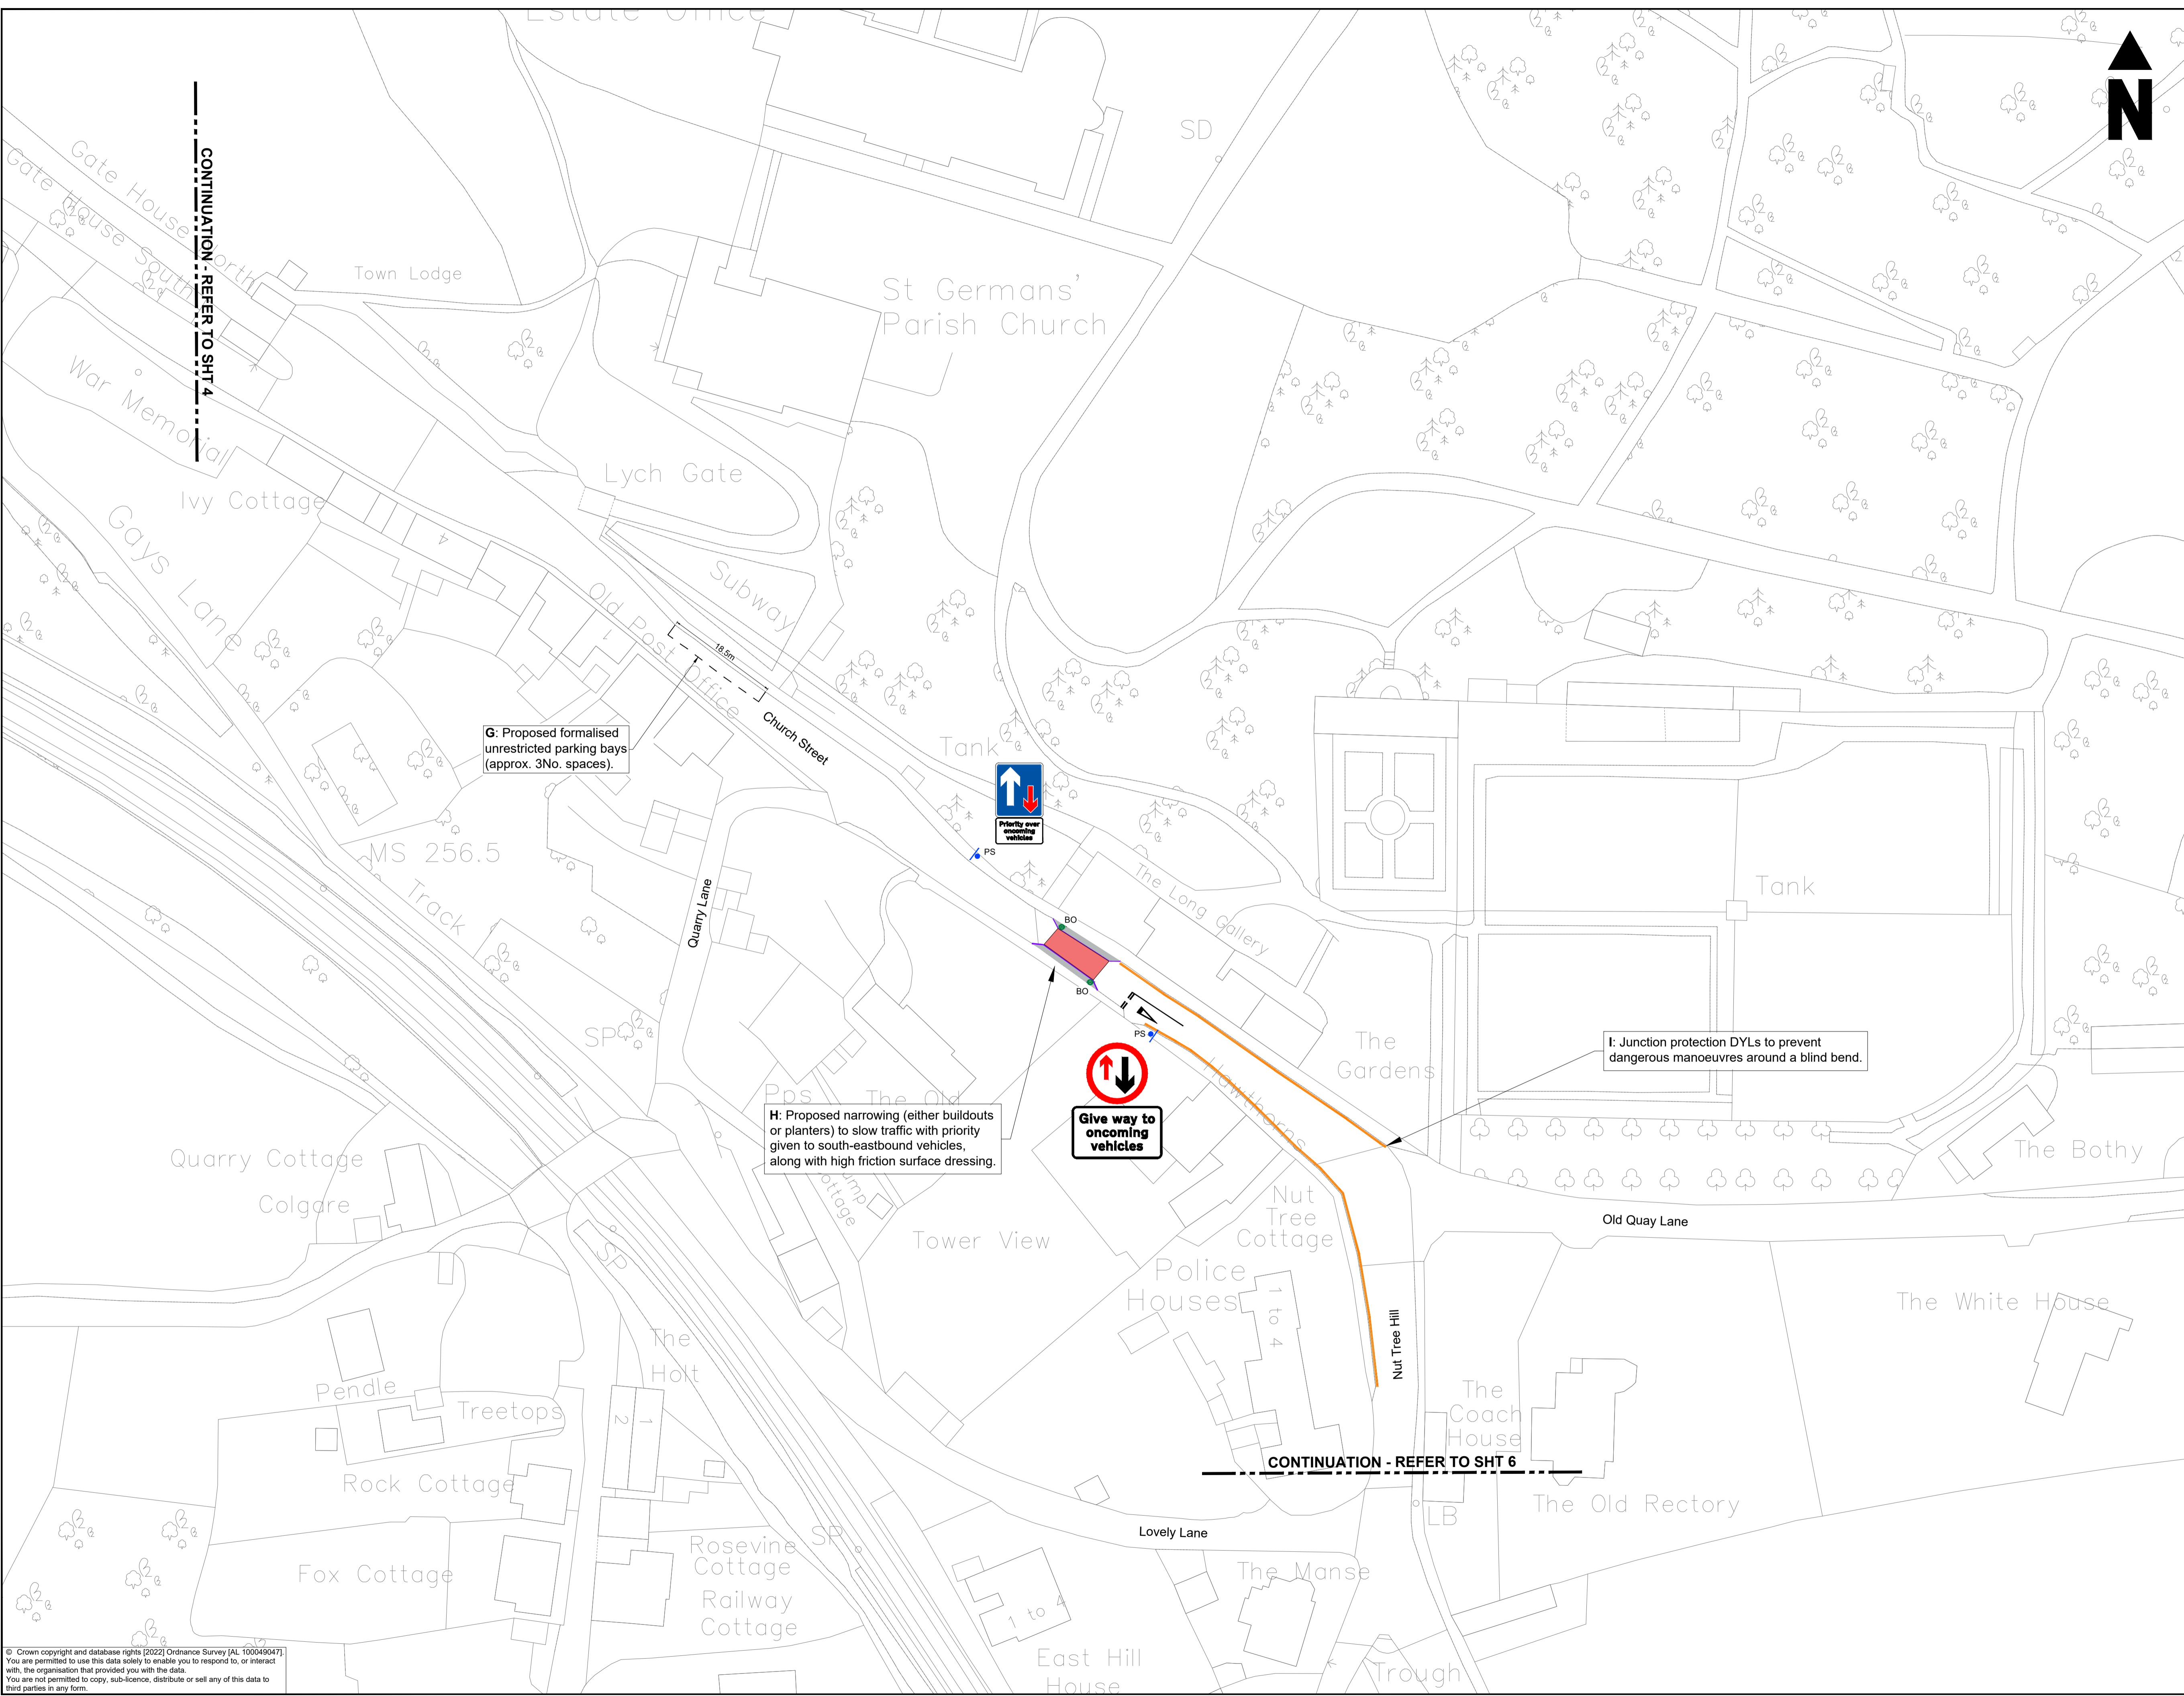 Estate Office
N
SD
Gate House North
Gate House South
CONTINUATION - REFER TO SHT 4
Town Lodge
St Germans'
Parish Church
War Memorial
Lych Gate
Ivy Cottage
4
Gays Lane
Subway
Old Post Office
1
18.5m
Church Street
G: Proposed formalised
unrestricted parking bays
(approx. 3No. spaces).
Tank
Priority over
oncoming
vehicles
PS
MS 256.5
Track
Quarry Lane
The Long Gallery
Tank
BO
BO
PS
SP
The
Gardens
I: Junction protection DYLs to prevent
dangerous manoeuvres around a blind bend.
Hawthorns
Pps
The Old
Pump
Cottage
H: Proposed narrowing (either buildouts
or planters) to slow traffic with priority
given to south-eastbound vehicles,
along with high friction surface dressing.
Give way to
oncoming
vehicles
Quarry Cottage
Colgare
The Bothy
Nut
Tree
Cottage
Old Quay Lane
Tower View
SP
Police
Houses
1 to 4
The White House
Nut Tree Hill
The
Holt
Pendle
Treetops
2
1
The
Coach
House
CONTINUATION - REFER TO SHT 6
Rock Cottage
The Old Rectory
LB
Lovely Lane
SP
Rosevine
Cottage
Fox Cottage
The Manse
Railway
Cottage
1 to 4
East Hill
House
Trough
© Crown copyright and database rights [2022] Ordnance Survey [AL 100049047].
You are permitted to use this data solely to enable you to respond to, or interact
with, the organisation that provided you with the data.
You are not permitted to copy, sub-licence, distribute or sell any of this data to
third parties in any form.